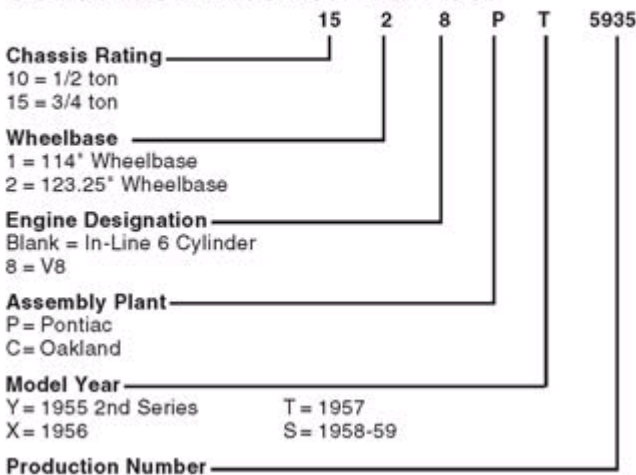 15 2 8 P T 5935
Chassis Rating
10 = 1/2 ton
15 = 3/4 ton
Wheelbase
1 = 114" Wheelbase
2 = 123.25" Wheelbase
Engine Designation
Blank = In-Line 6 Cylinder
8 = V8
Assembly Plant
P = Pontiac
C = Oakland
Model Year
Y = 1955 2nd Series T = 1957
X = 1956 S = 1958-59
Production Number